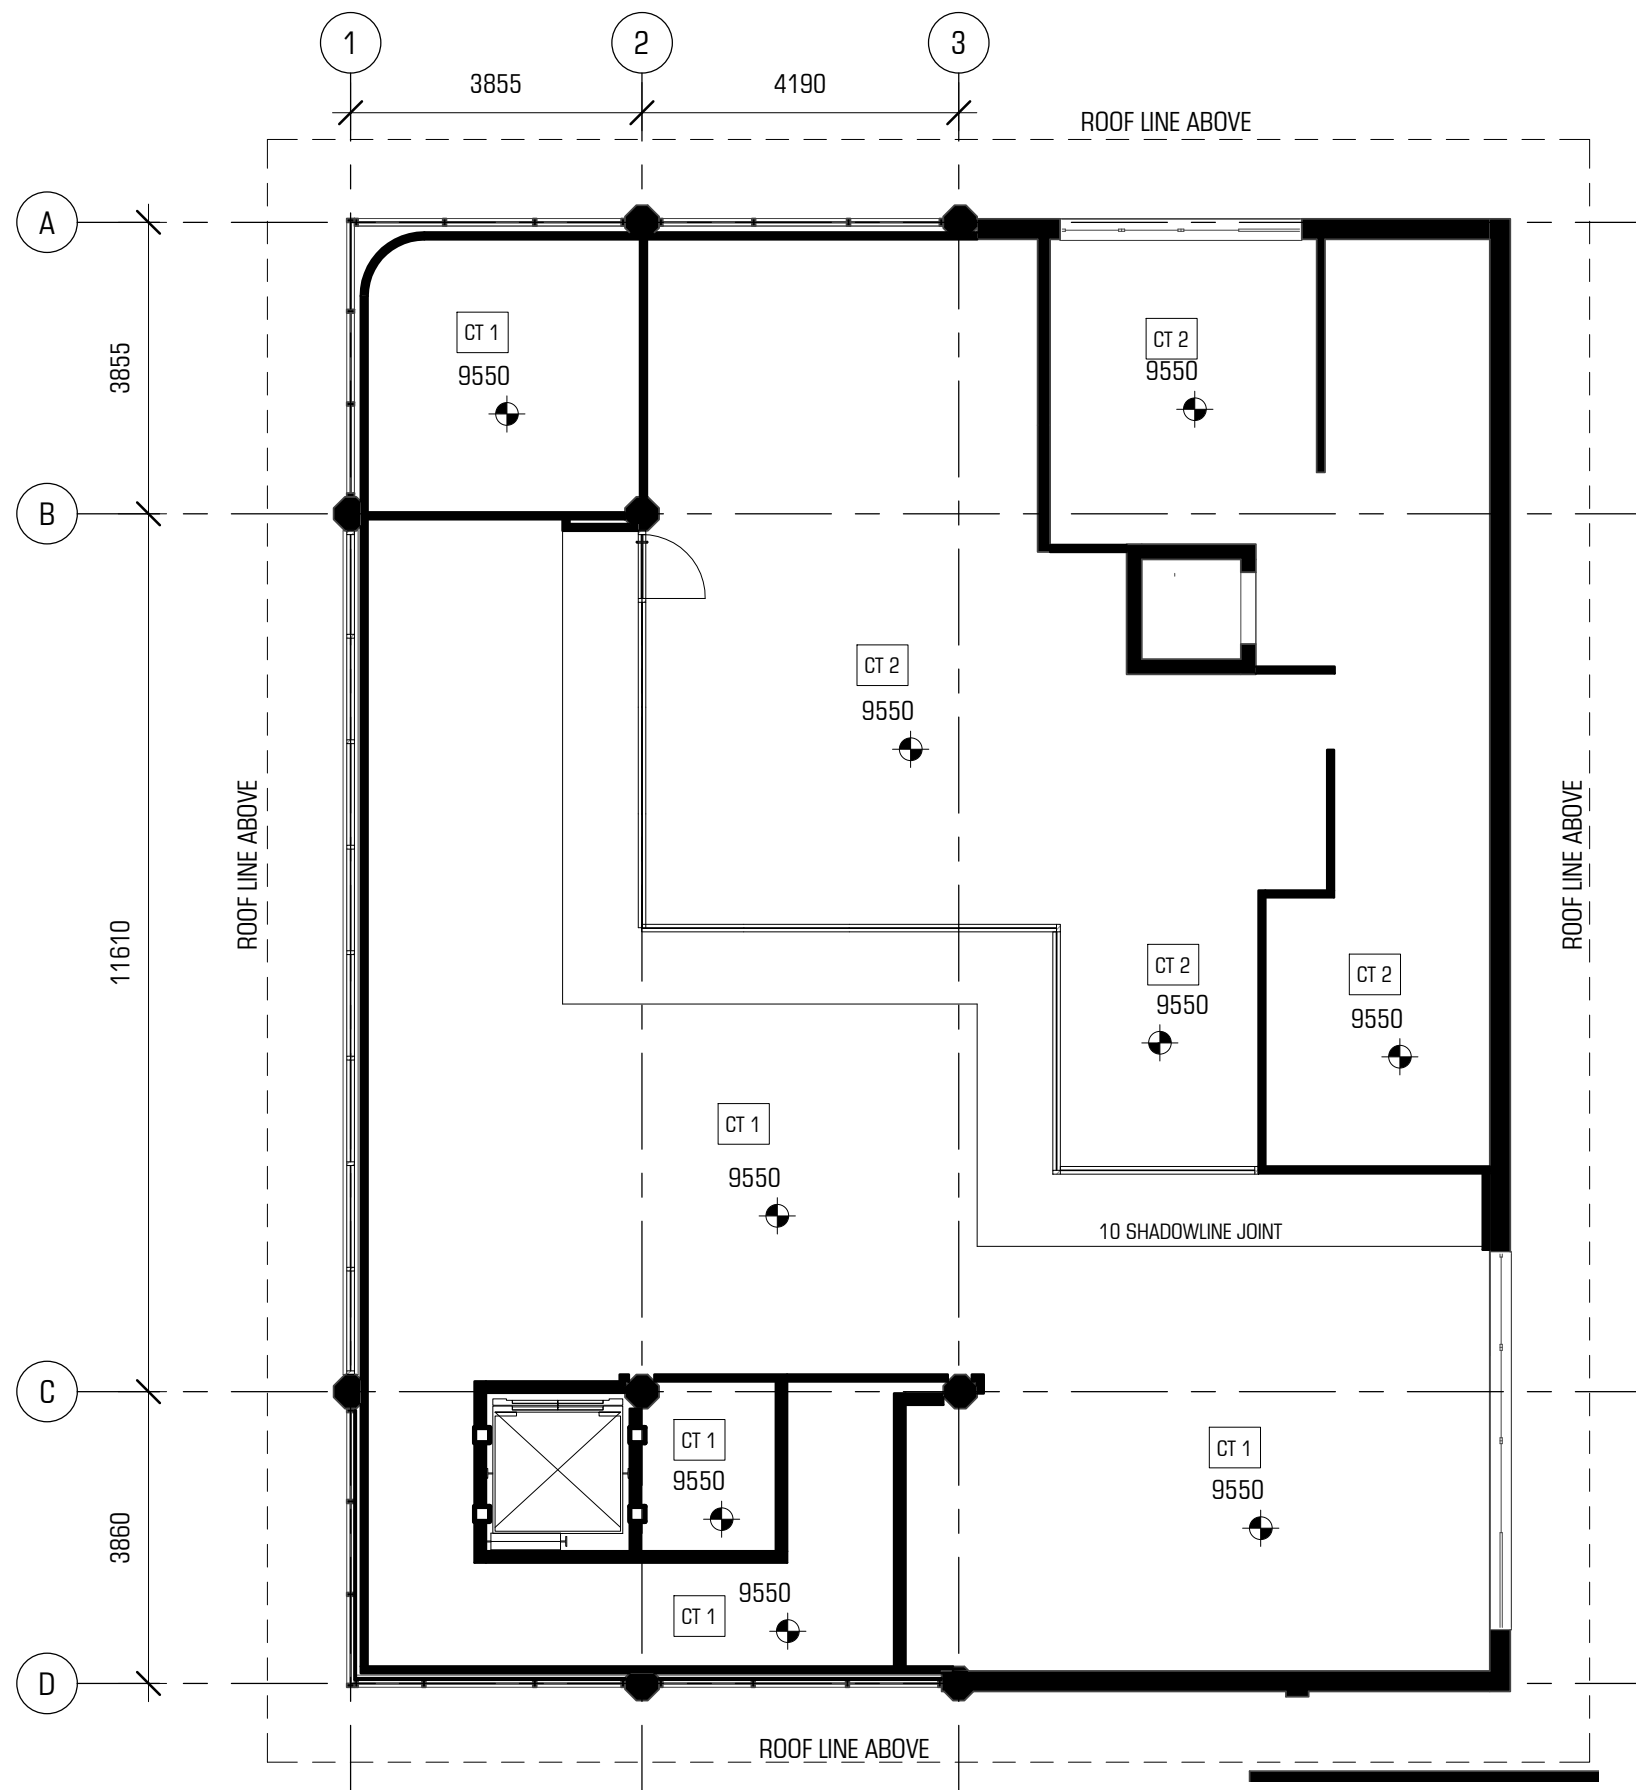 1
2
3
3855
4190
ROOF LINE ABOVE
A
CT 1
9550
CT 2
9550
3855
B
CT 2
9550
ROOF LINE ABOVE
ROOF LINE ABOVE
11610
CT 2
9550
CT 2
9550
CT 1
9550
10 SHADOWLINE JOINT
C
CT 1
9550
CT 1
9550
3860
9550
CT 1
D
ROOF LINE ABOVE